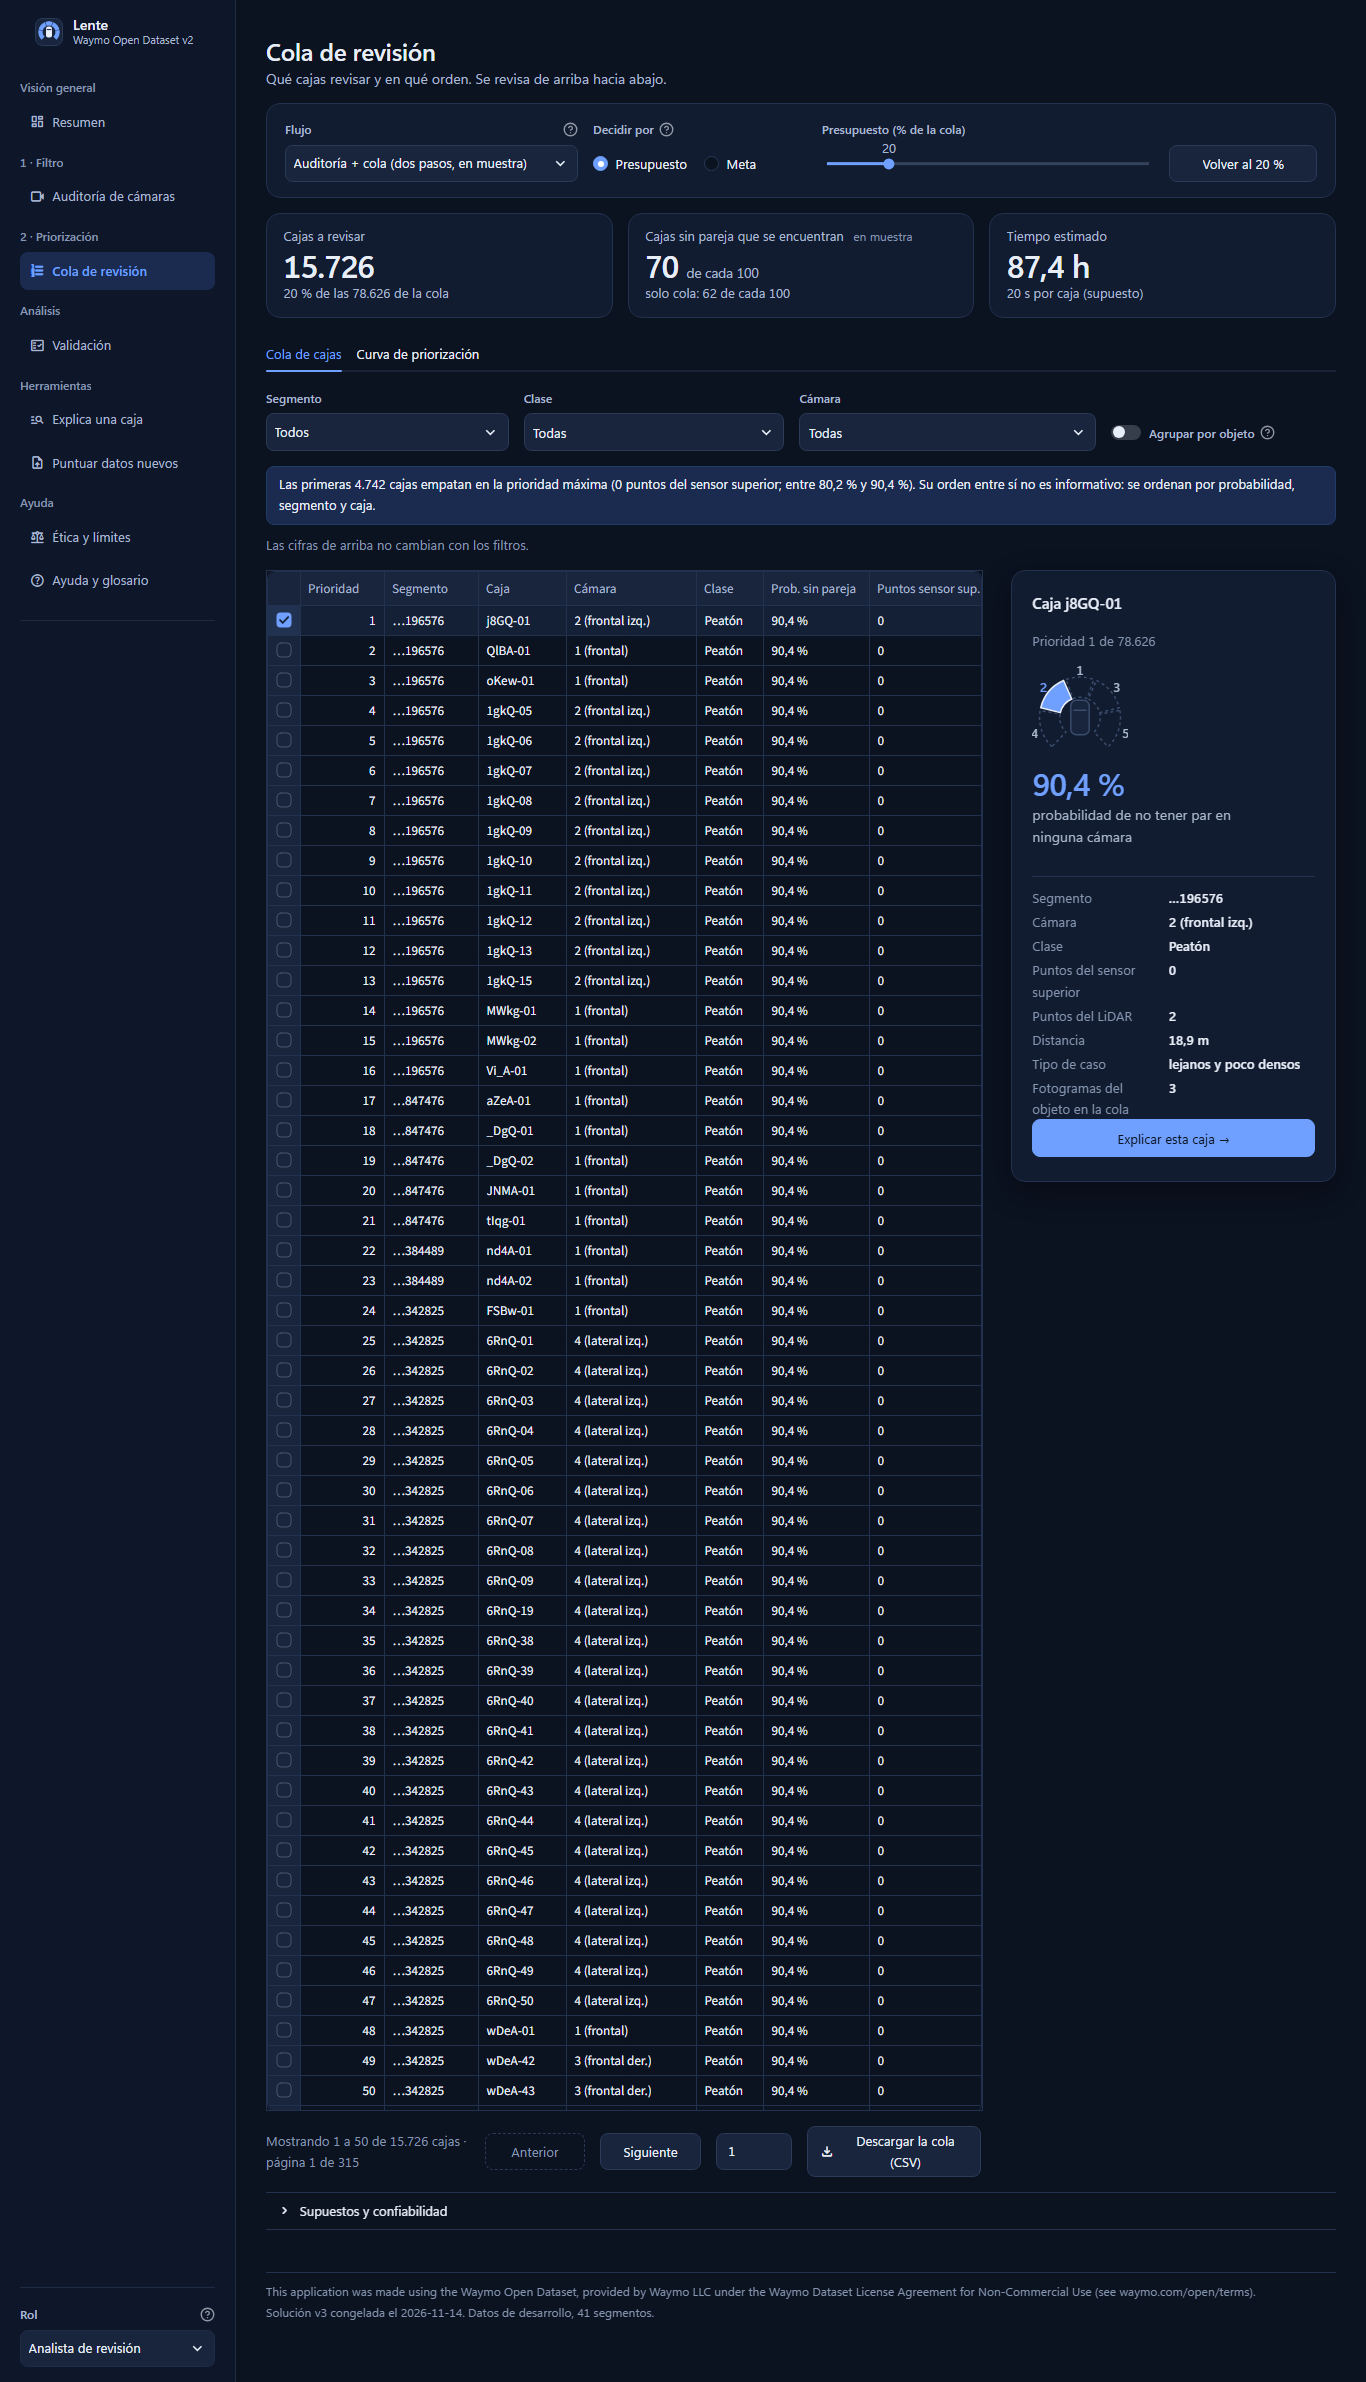 Lente
Waymo Open Dataset v2
Visión general
Resumen
1 · Filtro
Auditoría de cámaras
2 · Priorización
Cola de revisión
Análisis
Validación
Herramientas
Explica una caja
Puntuar datos nuevos
Ayuda
Ética y límites
Ayuda y glosario
Rol
Analista de revisión
Cola de revisión
Qué cajas revisar y en qué orden. Se revisa de arriba hacia abajo.
Flujo
Auditoría + cola (dos pasos, en muestra)
Decidir por
Presupuesto Meta
Presupuesto (% de la cola)
20
Volver al 20 %
Cajas a revisar
15.726
20 % de las 78.626 de la cola
Cajas sin pareja que se encuentran en muestra
70 de cada 100
solo cola: 62 de cada 100
Tiempo estimado
87,4 h
20 s por caja (supuesto)
Cola de cajas Curva de priorización
Segmento Clase Cámara
Todos Todas Todas Agrupar por objeto
Las primeras 4.742 cajas empatan en la prioridad máxima (0 puntos del sensor superior; entre 80,2 % y 90,4 %). Su orden entre sí no es informativo: se ordenan por probabilidad,
segmento y caja.
Las cifras de arriba no cambian con los filtros.
Prioridad Segmento Caja Cámara Clase Prob. sin pareja Puntos sensor sup.
1 ...196576 j8GQ-01 2 (frontal izq.) Peatón 90,4 % 0
2 ...196576 QlBA-01 1 (frontal) Peatón 90,4 % 0
3 ...196576 oKew-01 1 (frontal) Peatón 90,4 % 0
4 ...196576 1gkQ-05 2 (frontal izq.) Peatón 90,4 % 0
5 ...196576 1gkQ-06 2 (frontal izq.) Peatón 90,4 % 0
6 ...196576 1gkQ-07 2 (frontal izq.) Peatón 90,4 % 0
7 ...196576 1gkQ-08 2 (frontal izq.) Peatón 90,4 % 0
8 ...196576 1gkQ-09 2 (frontal izq.) Peatón 90,4 % 0
9 ...196576 1gkQ-10 2 (frontal izq.) Peatón 90,4 % 0
10 ...196576 1gkQ-11 2 (frontal izq.) Peatón 90,4 % 0
11 ...196576 1gkQ-12 2 (frontal izq.) Peatón 90,4 % 0
12 ...196576 1gkQ-13 2 (frontal izq.) Peatón 90,4 % 0
13 ...196576 1gkQ-15 2 (frontal izq.) Peatón 90,4 % 0
14 ...196576 MWkg-01 1 (frontal) Peatón 90,4 % 0
15 ...196576 MWkg-02 1 (frontal) Peatón 90,4 % 0
16 ...196576 Vi_A-01 1 (frontal) Peatón 90,4 % 0
17 ...847476 aZeA-01 1 (frontal) Peatón 90,4 % 0
18 ...847476 _DgQ-01 1 (frontal) Peatón 90,4 % 0
19 ...847476 _DgQ-02 1 (frontal) Peatón 90,4 % 0
20 ...847476 JNMA-01 1 (frontal) Peatón 90,4 % 0
21 ...847476 tIqg-01 1 (frontal) Peatón 90,4 % 0
22 ...384489 nd4A-01 1 (frontal) Peatón 90,4 % 0
23 ...384489 nd4A-02 1 (frontal) Peatón 90,4 % 0
24 ...342825 FSBw-01 1 (frontal) Peatón 90,4 % 0
25 ...342825 6RnQ-01 4 (lateral izq.) Peatón 90,4 % 0
26 ...342825 6RnQ-02 4 (lateral izq.) Peatón 90,4 % 0
27 ...342825 6RnQ-03 4 (lateral izq.) Peatón 90,4 % 0
28 ...342825 6RnQ-04 4 (lateral izq.) Peatón 90,4 % 0
29 ...342825 6RnQ-05 4 (lateral izq.) Peatón 90,4 % 0
30 ...342825 6RnQ-06 4 (lateral izq.) Peatón 90,4 % 0
31 ...342825 6RnQ-07 4 (lateral izq.) Peatón 90,4 % 0
32 ...342825 6RnQ-08 4 (lateral izq.) Peatón 90,4 % 0
33 ...342825 6RnQ-09 4 (lateral izq.) Peatón 90,4 % 0
34 ...342825 6RnQ-19 4 (lateral izq.) Peatón 90,4 % 0
35 ...342825 6RnQ-38 4 (lateral izq.) Peatón 90,4 % 0
36 ...342825 6RnQ-39 4 (lateral izq.) Peatón 90,4 % 0
37 ...342825 6RnQ-40 4 (lateral izq.) Peatón 90,4 % 0
38 ...342825 6RnQ-41 4 (lateral izq.) Peatón 90,4 % 0
39 ...342825 6RnQ-42 4 (lateral izq.) Peatón 90,4 % 0
40 ...342825 6RnQ-43 4 (lateral izq.) Peatón 90,4 % 0
41 ...342825 6RnQ-44 4 (lateral izq.) Peatón 90,4 % 0
42 ...342825 6RnQ-45 4 (lateral izq.) Peatón 90,4 % 0
43 ...342825 6RnQ-46 4 (lateral izq.) Peatón 90,4 % 0
44 ...342825 6RnQ-47 4 (lateral izq.) Peatón 90,4 % 0
45 ...342825 6RnQ-48 4 (lateral izq.) Peatón 90,4 % 0
46 ...342825 6RnQ-49 4 (lateral izq.) Peatón 90,4 % 0
47 ...342825 6RnQ-50 4 (lateral izq.) Peatón 90,4 % 0
48 ...342825 wDeA-01 1 (frontal) Peatón 90,4 % 0
49 ...342825 wDeA-42 3 (frontal der.) Peatón 90,4 % 0
50 ...342825 wDeA-43 3 (frontal der.) Peatón 90,4 % 0
Mostrando 1 a 50 de 15.726 cajas ·
página 1 de 315
Anterior
Siguiente
1
Descargar la cola
(CSV)
Caja j8GQ-01
Prioridad 1 de 78.626
1
2 3
4 5
90,4 %
probabilidad de no tener par en
ninguna cámara
Segmento ...196576
Cámara 2 (frontal izq.)
Clase Peatón
Puntos del sensor 0
superior
Puntos del LiDAR 2
Distancia 18,9 m
Tipo de caso lejanos y poco densos
Fotogramas del 3
objeto en la cola
Explicar esta caja →
Supuestos y confiabilidad
This application was made using the Waymo Open Dataset, provided by Waymo LLC under the Waymo Dataset License Agreement for Non-Commercial Use (see waymo.com/open/terms).
Solución v3 congelada el 2026-11-14. Datos de desarrollo, 41 segmentos.